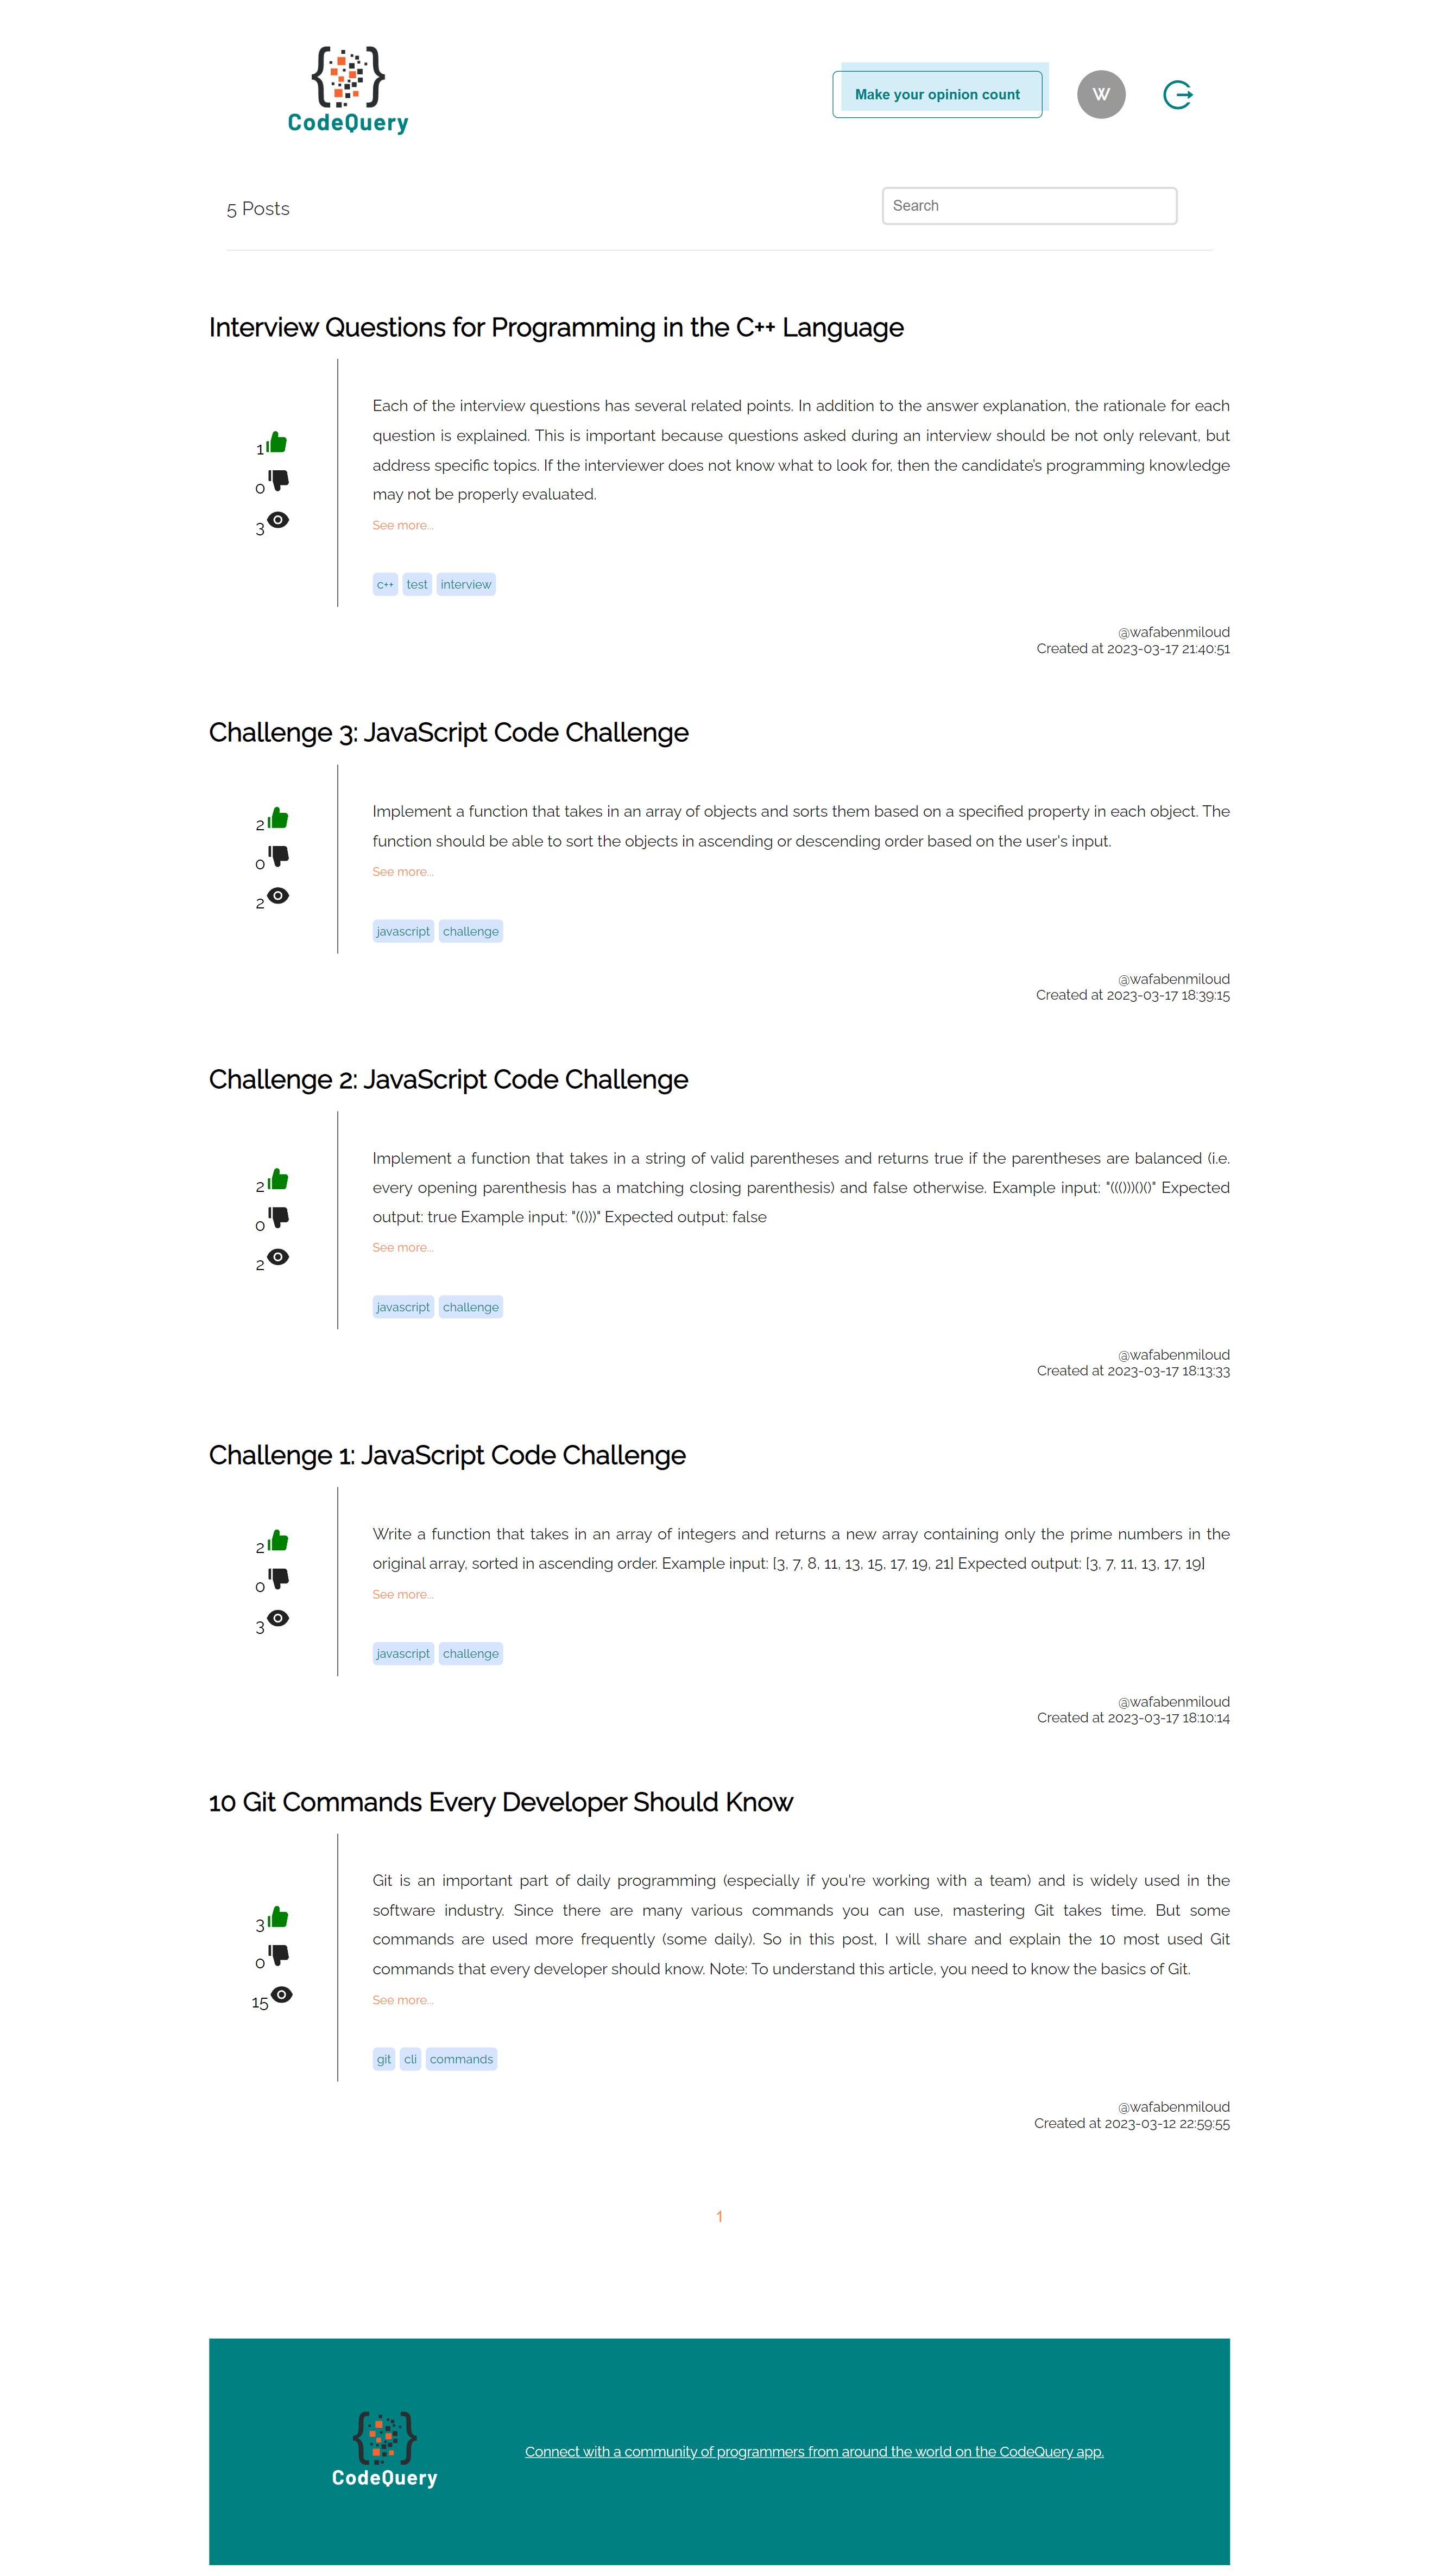 CodeQuery
Make your opinion count
W
5 Posts
Search
Interview Questions for Programming in the C++ Language
Each of the interview questions has several related points. In addition to the answer explanation, the rationale for each
question is explained. This is important because questions asked during an interview should be not only relevant, but
address specific topics. If the interviewer does not know what to look for, then the candidate's programming knowledge
may not be properly evaluated.
1
0
3
See more...
c++ test interview
@wafabenmiloud
Created at 2023-03-17 21:40:51
Challenge 3: JavaScript Code Challenge
Implement a function that takes in an array of objects and sorts them based on a specified property in each object. The
function should be able to sort the objects in ascending or descending order based on the user's input.
2
0
2
See more...
javascript challenge
@wafabenmiloud
Created at 2023-03-17 18:39:15
Challenge 2: JavaScript Code Challenge
Implement a function that takes in a string of valid parentheses and returns true if the parentheses are balanced (i.e.
every opening parenthesis has a matching closing parenthesis) and false otherwise. Example input: "((()))()()" Expected
output: true Example input: "(()))" Expected output: false
2
0
2
See more...
javascript challenge
@wafabenmiloud
Created at 2023-03-17 18:13:33
Challenge 1: JavaScript Code Challenge
Write a function that takes in an array of integers and returns a new array containing only the prime numbers in the
original array, sorted in ascending order. Example input: [3, 7, 8, 11, 13, 15, 17, 19, 21] Expected output: [3, 7, 11, 13, 17, 19]
2
0
3
See more...
javascript challenge
@wafabenmiloud
Created at 2023-03-17 18:10:14
10 Git Commands Every Developer Should Know
Git is an important part of daily programming (especially if you're working with a team) and is widely used in the
software industry. Since there are many various commands you can use, mastering Git takes time. But some
commands are used more frequently (some daily). So in this post, I will share and explain the 10 most used Git
commands that every developer should know. Note: To understand this article, you need to know the basics of Git.
3
0
15
See more...
git cli commands
@wafabenmiloud
Created at 2023-03-12 22:59:55
1
CodeQuery
Connect with a community of programmers from around the world on the CodeQuery app.